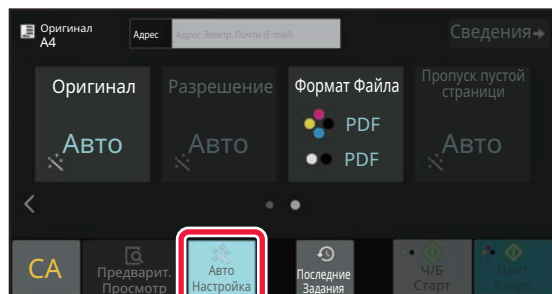 Оригинал
A4
Адрес
Адрес Электр. Почты (E-mail)
Сведения
Оригинал
Авто
Разрешение
Авто
Формат Файла
PDF
PDF
Пропуск пустой
страници
Авто
CA
Предварит.
Просмотр
Авто
Настройка
Последние
Задания
Ч/Б
Старт
Цвет
Старт